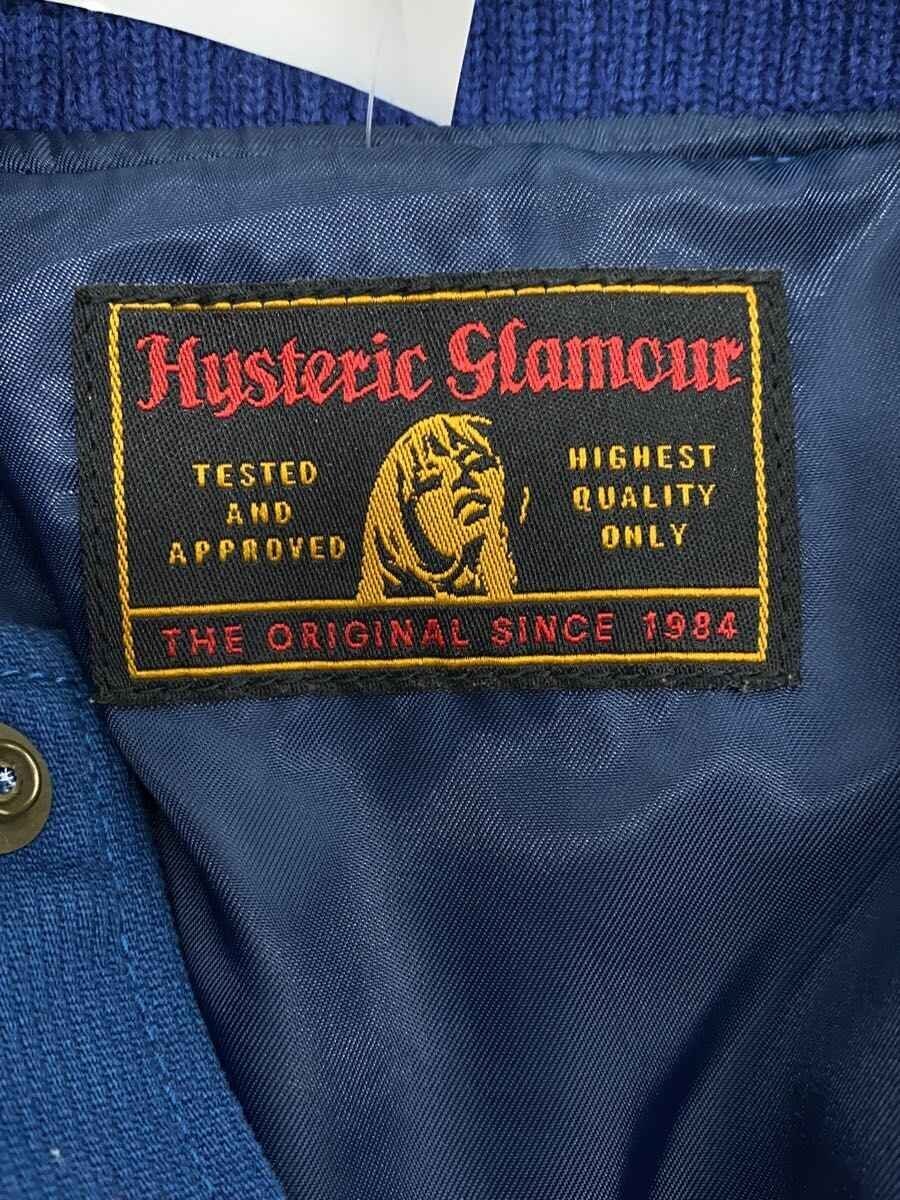 Hysteric Glamour
TESTED
AND
APPROVED
HIGHEST
QUALITY
ONLY
THE ORIGINAL SINCE 1984